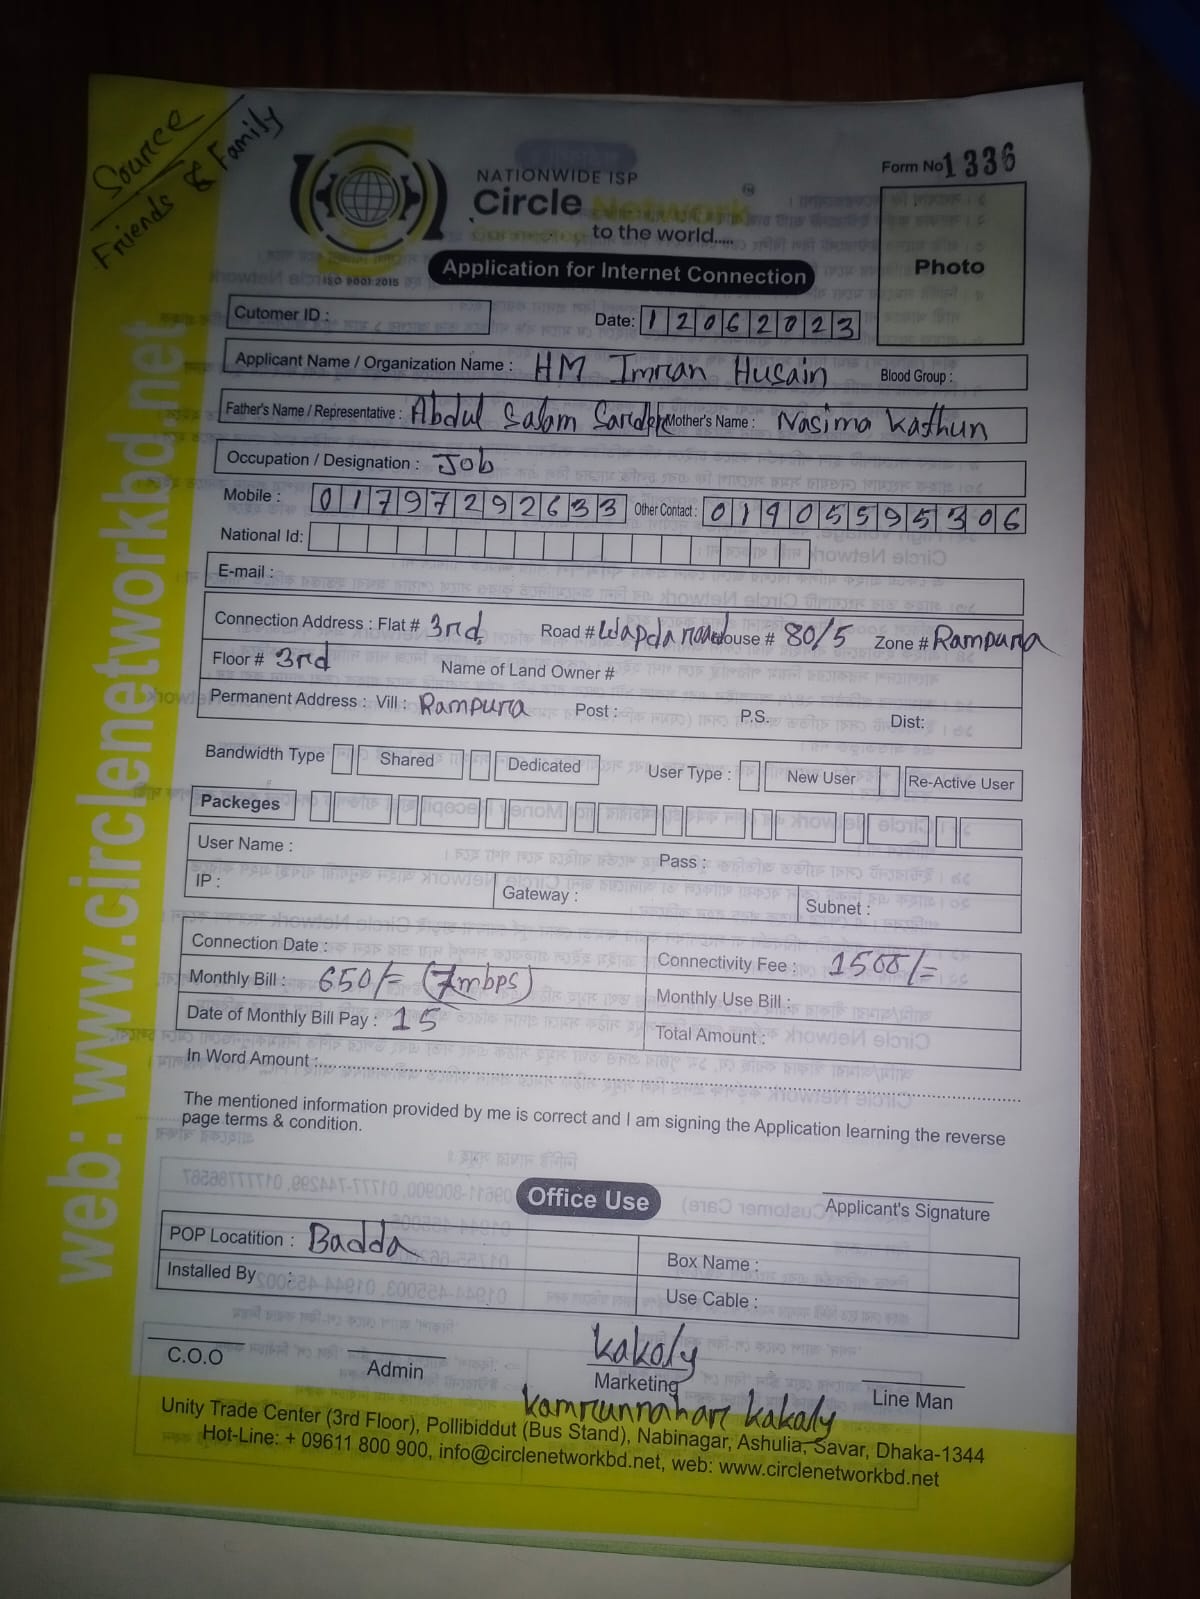 Source
Friends & Family
NATIONWIDE ISP
Circle Network
to the world.....
ISO 9001:2015
Form No 1336
Photo
Application for Internet Connection
Cutomer ID :
Date: 12062023
Applicant Name / Organization Name : HM Imran Husain Blood Group :
Father's Name / Representative : Abdul Salam Mother's Name : Nasima Kathun
Occupation / Designation : Job
Mobile : 01797292633 Other Contact : 01905595306
National Id:
E-mail :
Connection Address : Flat # 3rd Road # Wapda road House # 80/5 Zone # Rampura
Floor # 3rd Name of Land Owner #
Permanent Address : Vill : Rampura Post : P.S. Dist:
Bandwidth Type Shared Dedicated User Type : New User Re-Active User
Packeges
User Name : Pass :
IP : Gateway : Subnet :
Connection Date : Connectivity Fee : 1500/=
Monthly Bill : 650/= (7mbps) Monthly Use Bill :
Date of Monthly Bill Pay : 15 Total Amount :
In Word Amount :
The mentioned information provided by me is correct and I am signing the Application learning the reverse
page terms & condition.
Applicant's Signature
Office Use
POP Locatition : Badda Box Name :
Installed By : Use Cable :
kakoly
C.O.O Admin Marketing Line Man
Kamrunnahar kakaly
Unity Trade Center (3rd Floor), Pollibiddut (Bus Stand), Nabinagar, Ashulia, Savar, Dhaka-1344
Hot-Line: + 09611 800 900, info@circlenetworkbd.net, web: www.circlenetworkbd.net
web: www.circlenetworkbd.net